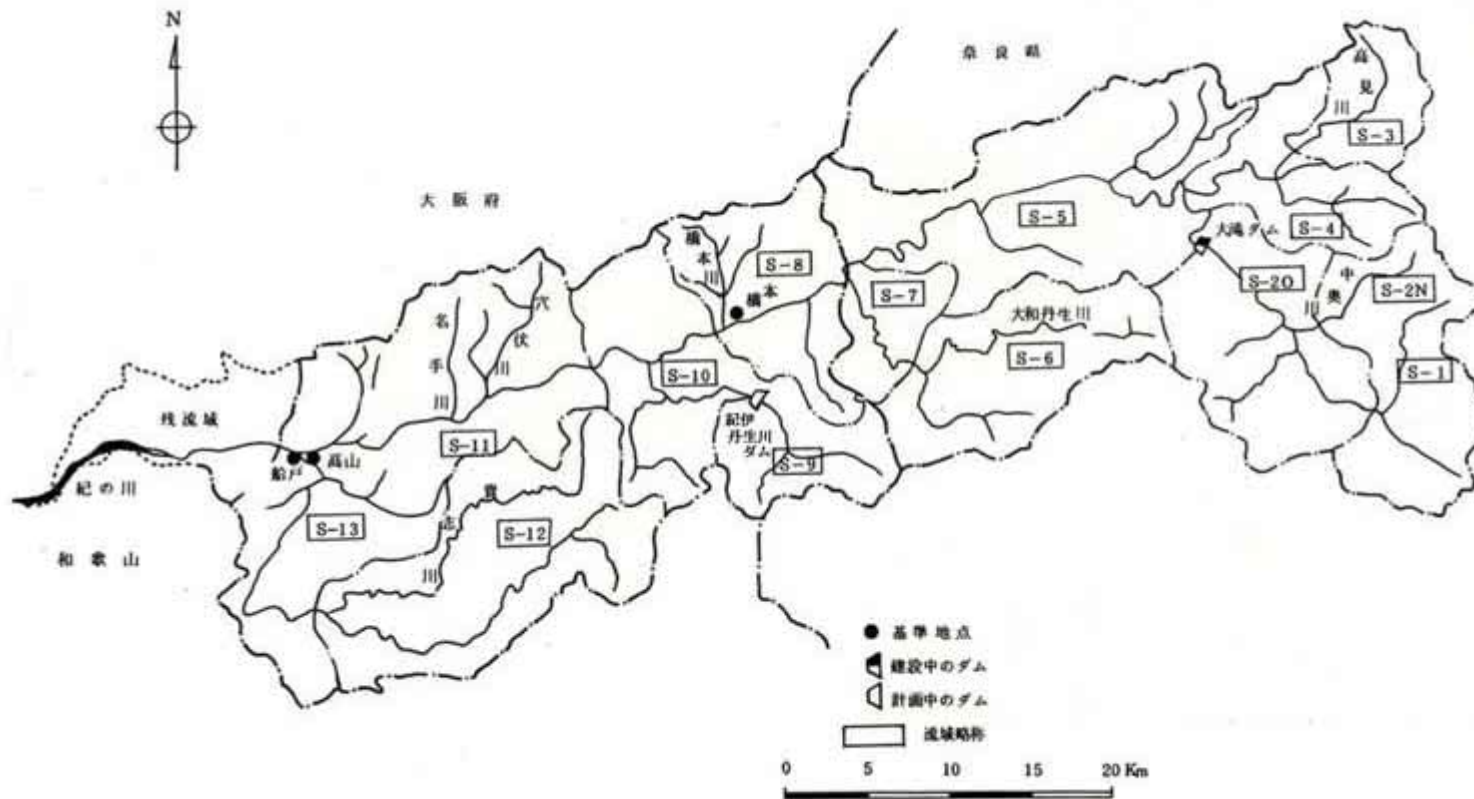 N
奈良県
高見川
S-3
大阪府
S-5
S-4
大滝ダム
橋本川
S-8
橋本
S-7
S-2O
中奥川
S-2N
大和丹生川
S-6
S-1
穴伏川
名手川
S-10
紀伊
丹生川
ダム
S-9
残流域
S-11
船戸
高山
紀の川
貴志川
S-13
S-12
和歌山
基準地点
建設中のダム
計画中のダム
流域略称
0 5 10 15 20 Km